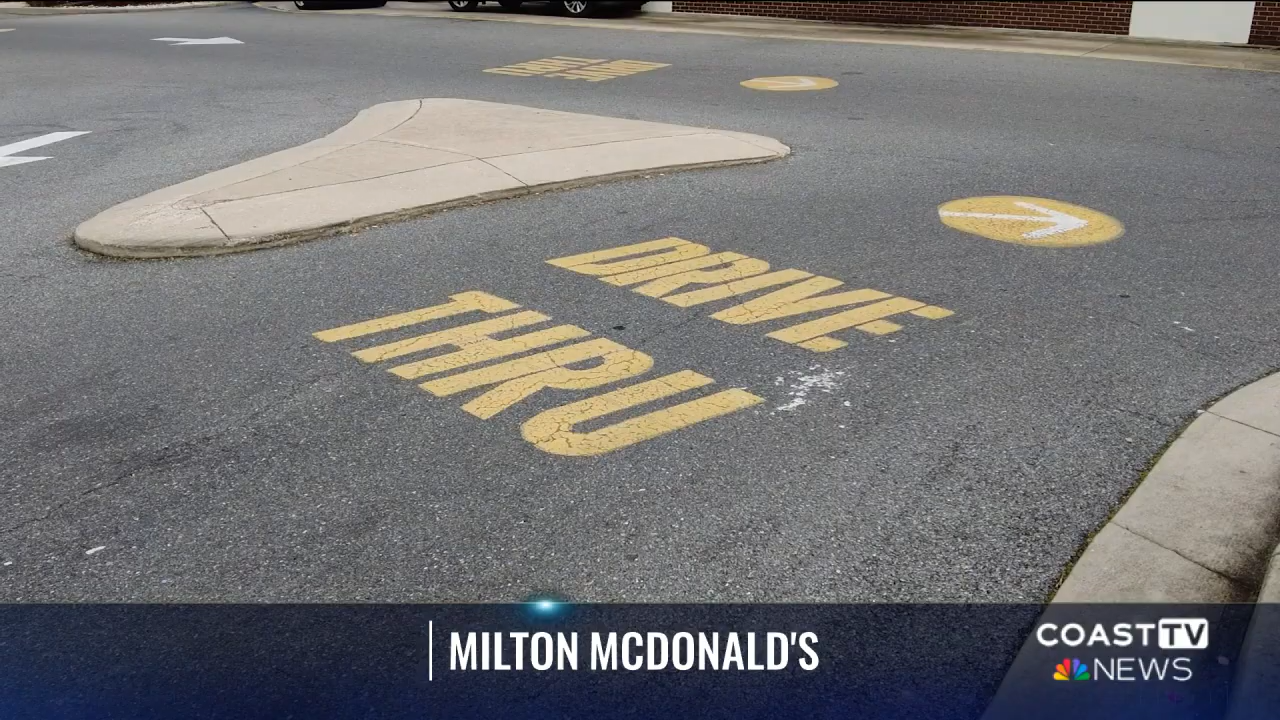 DRIVE
THRU
MILTON MCDONALD'S
COAST TV
NEWS